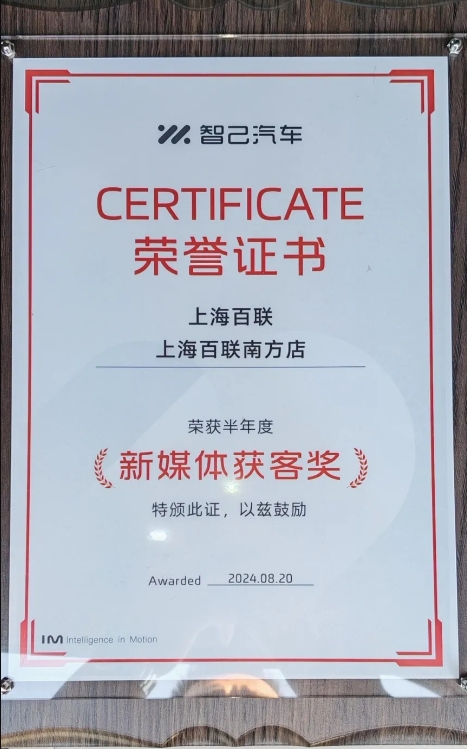 智己汽车
CERTIFICATE
荣誉证书
上海百联
上海百联南方店
荣获半年度
新媒体获客奖
特颁此证，以兹鼓励
Awarded 2024.08.20
IM Intelligence in Motion